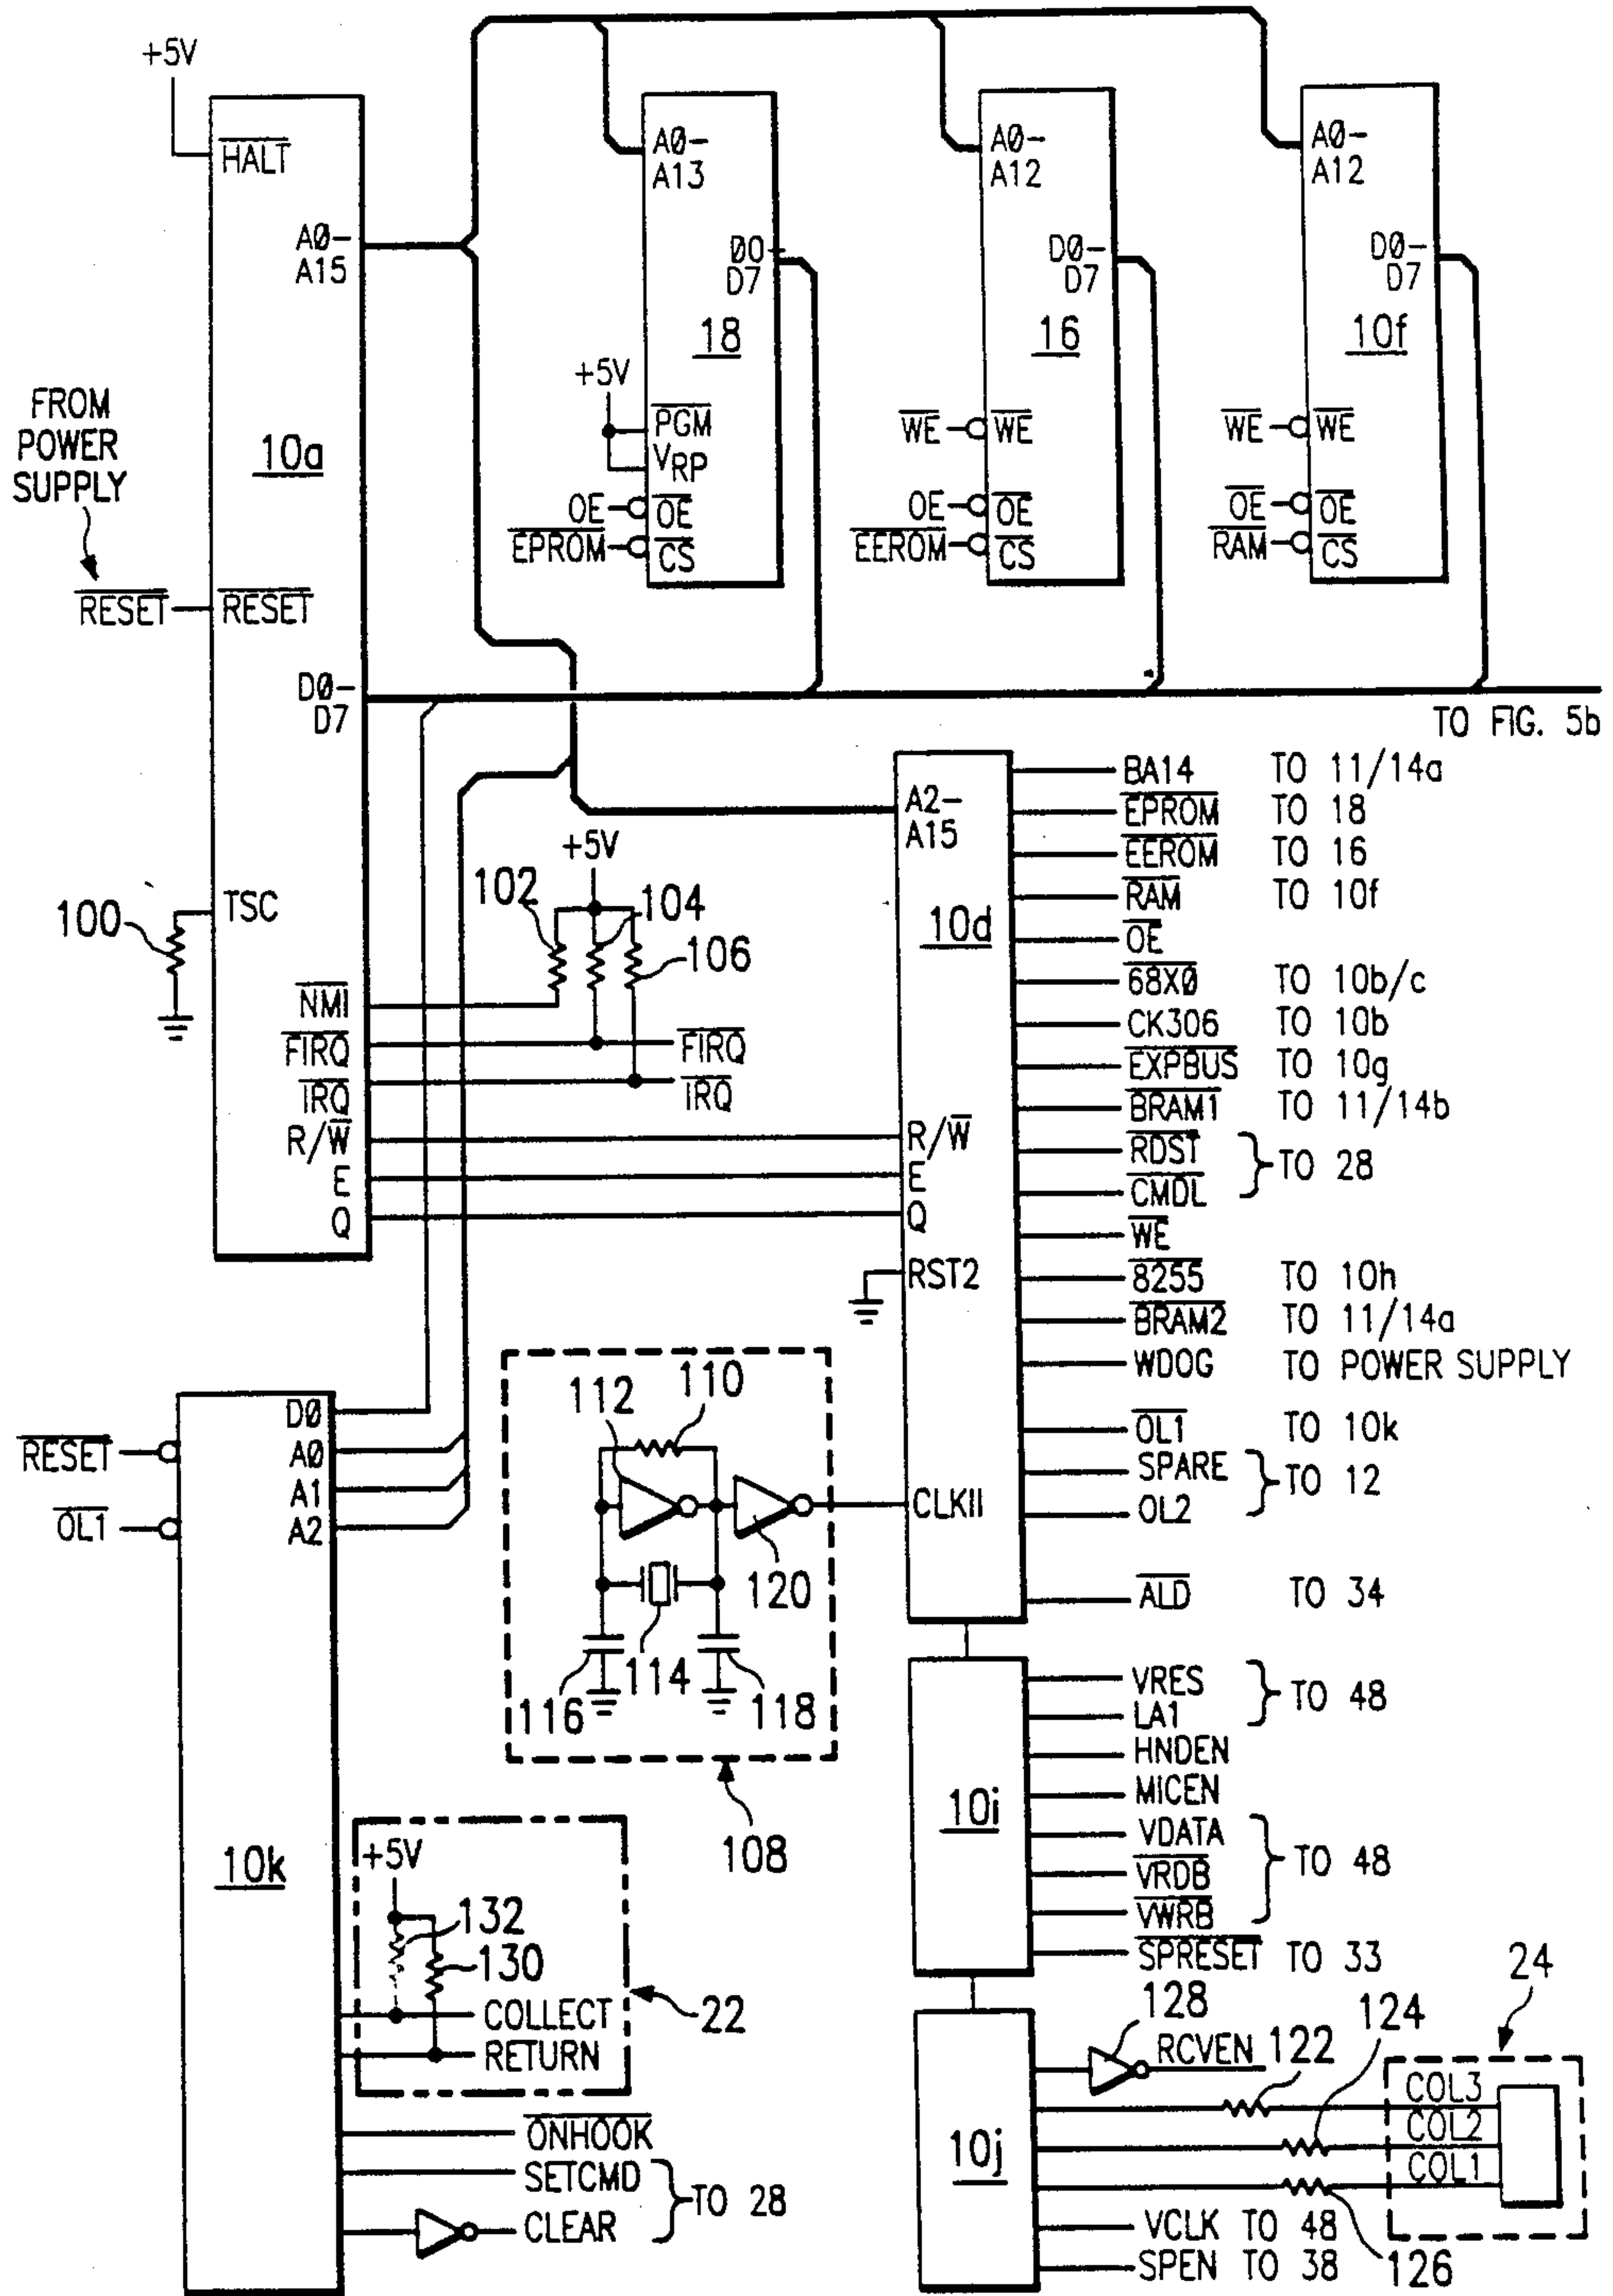 +5V
HALT
A0-
A15
10a
FROM
POWER
SUPPLY
RESET
RESET
D0-
D7
TSC
100
NMI
FIRQ
IRQ
R/W
E
Q
A0-
A13
D0-
D7
18
+5V
PGM
VRP
OE
OE
EPROM
CS
A0-
A12
D0-
D7
16
WE
WE
OE
OE
EEROM
CS
A0-
A12
D0-
D7
10f
WE
WE
OE
OE
RAM
CS
TO FIG. 5b
+5V
102
104
106
FIRQ
IRQ
A2-
A15
10d
R/W
E
Q
RST2
CLKII
BA14 TO 11/14a
EPROM TO 18
EEROM TO 16
RAM TO 10f
OE
68X0 TO 10b/c
CK306 TO 10b
EXPBUS TO 10g
BRAM1 TO 11/14b
RDST
CMDL
TO 28
WE
8255 TO 10h
BRAM2 TO 11/14a
WDOG TO POWER SUPPLY
OL1 TO 10k
SPARE
OL2
TO 12
ALD TO 34
110
112
120
116
114
118
108
RESET
OL1
D0
A0
A1
A2
10k
+5V
132
130
COLLECT
RETURN
22
ONHOOK
SETCMD
CLEAR
TO 28
10i
VRES
LA1
TO 48
HNDEN
MICEN
VDATA
VRDB
VWRB
TO 48
SPRESET TO 33
10j
128
RCVEN
122
124
24
COL3
COL2
COL1
126
VCLK TO 48
SPEN TO 38